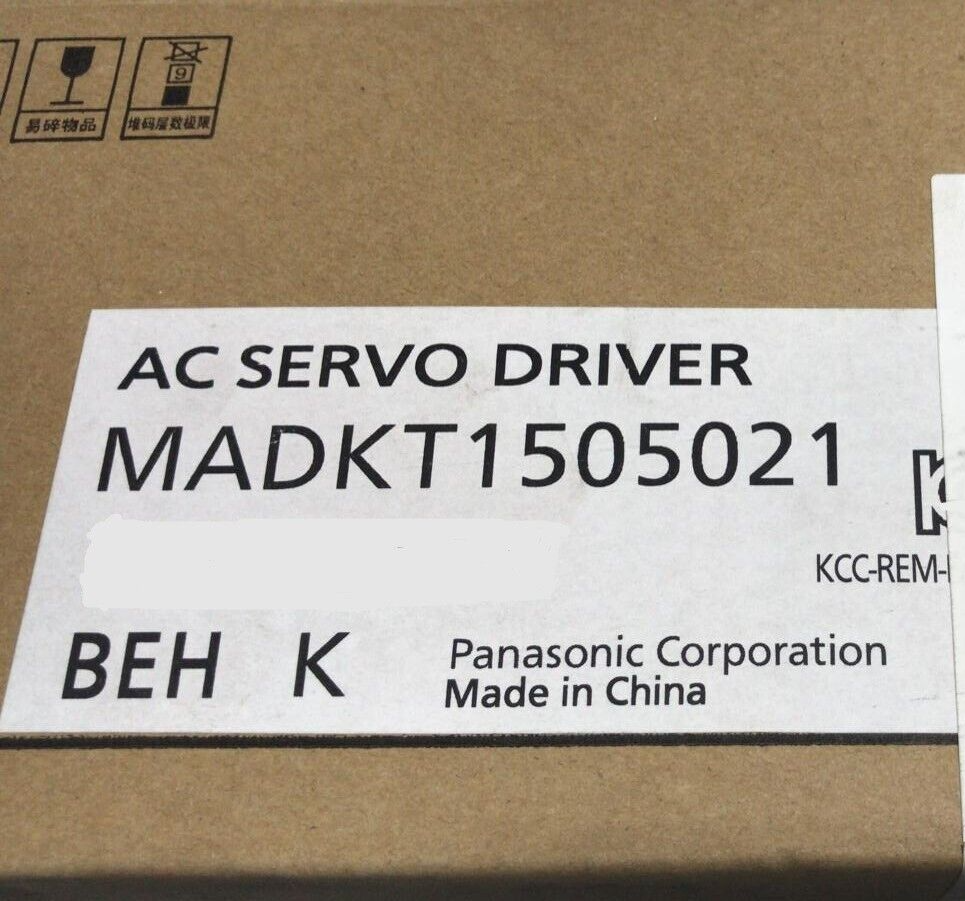 易碎物品
9
堆码层数极限
AC SERVO DRIVER
MADKT1505021
KCC-REM-
BEH K
Panasonic Corporation
Made in China